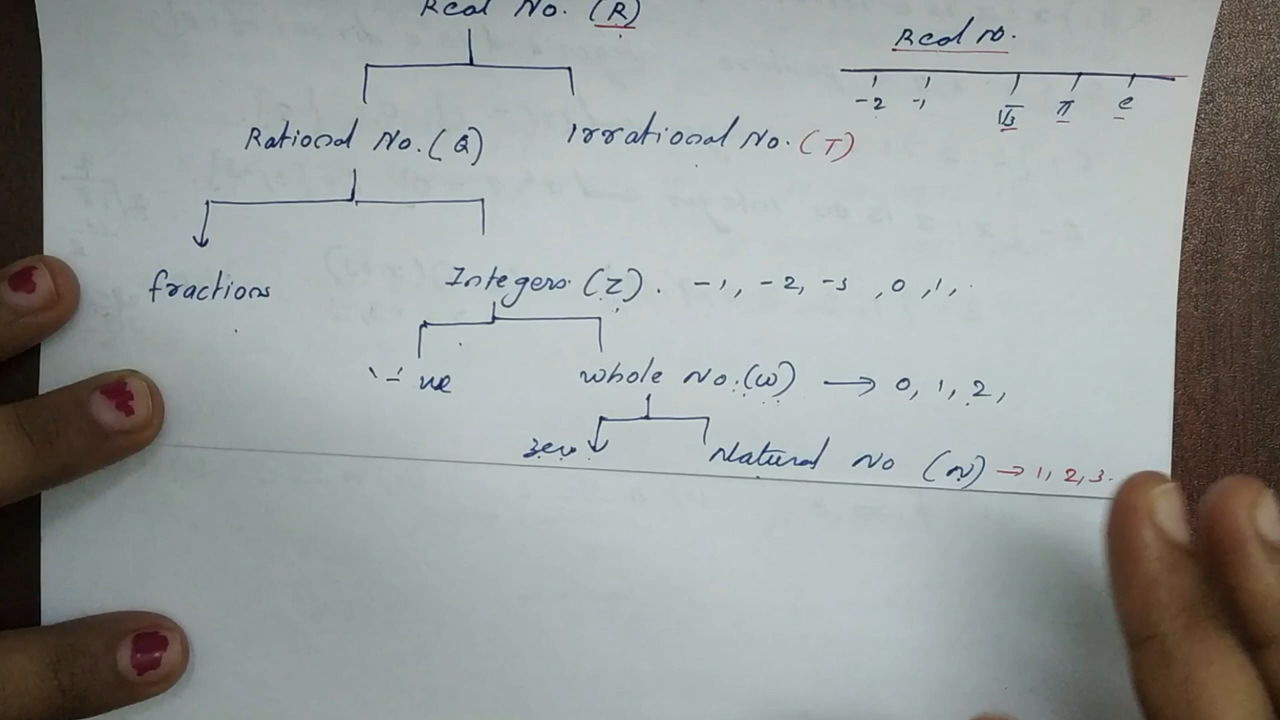 Real No. (R)
Real no.
-2 -1 √3 π e
Rational No. (Q) Irrational No. (T)
fractions Integers (Z). -1, -2, -3 , 0 , 1, .
'-' ve whole No. (W) → 0, 1, 2,
zero Natural No (N) → 1, 2, 3.